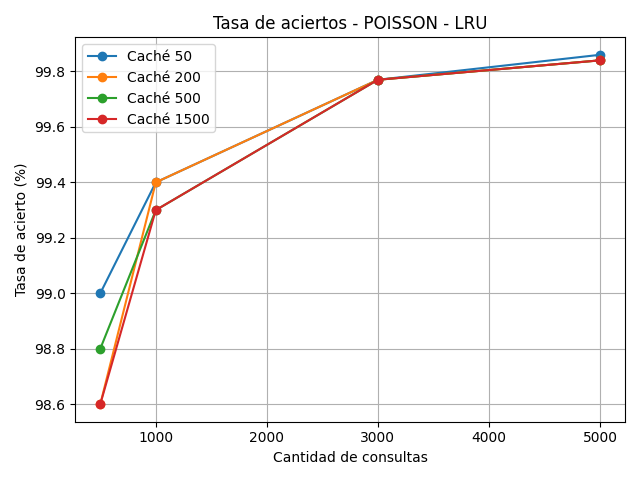 Tasa de aciertos - POISSON - LRU
Caché 50
Caché 200
Caché 500
Caché 1500
Tasa de acierto (%)
99.8
99.6
99.4
99.2
99.0
98.8
98.6
1000 2000 3000 4000 5000
Cantidad de consultas